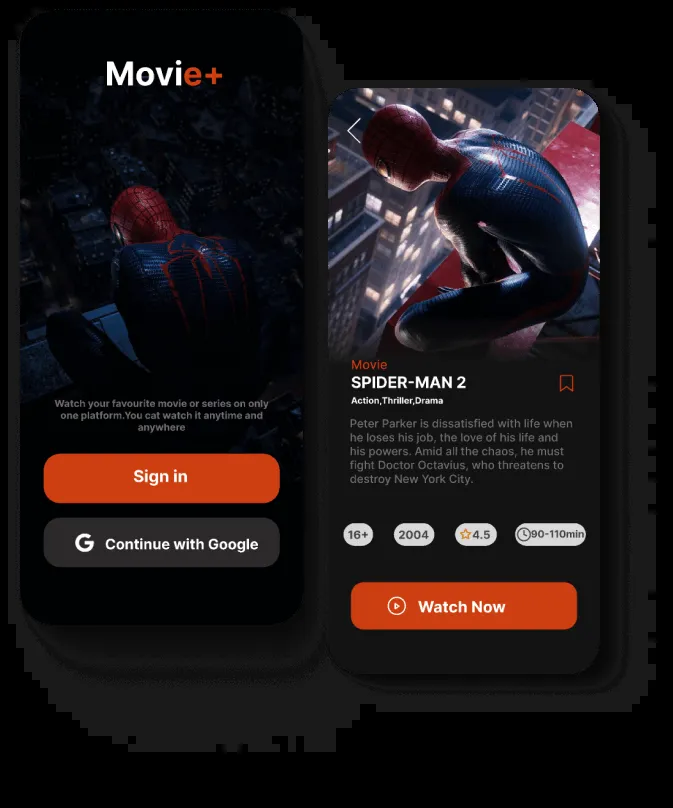 Movie+
Watch your favourite movie or series on only
one platform.You cat watch it anytime and
anywhere
Sign in
G Continue with Google
Movie
SPIDER-MAN 2
Action,Thriller,Drama
Peter Parker is dissatisfied with life when
he loses his job, the love of his life and
his powers. Amid all the chaos, he must
fight Doctor Octavius, who threatens to
destroy New York City.
16+ 2004 4.5 90-110min
Watch Now